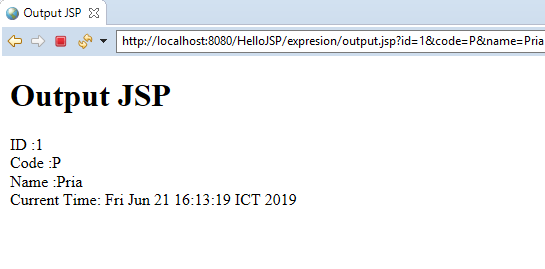 Output JSP
http://localhost:8080/HelloJSP/expresion/output.jsp?id=1&code=P&name=Pria
Output JSP
ID :1
Code :P
Name :Pria
Current Time: Fri Jun 21 16:13:19 ICT 2019